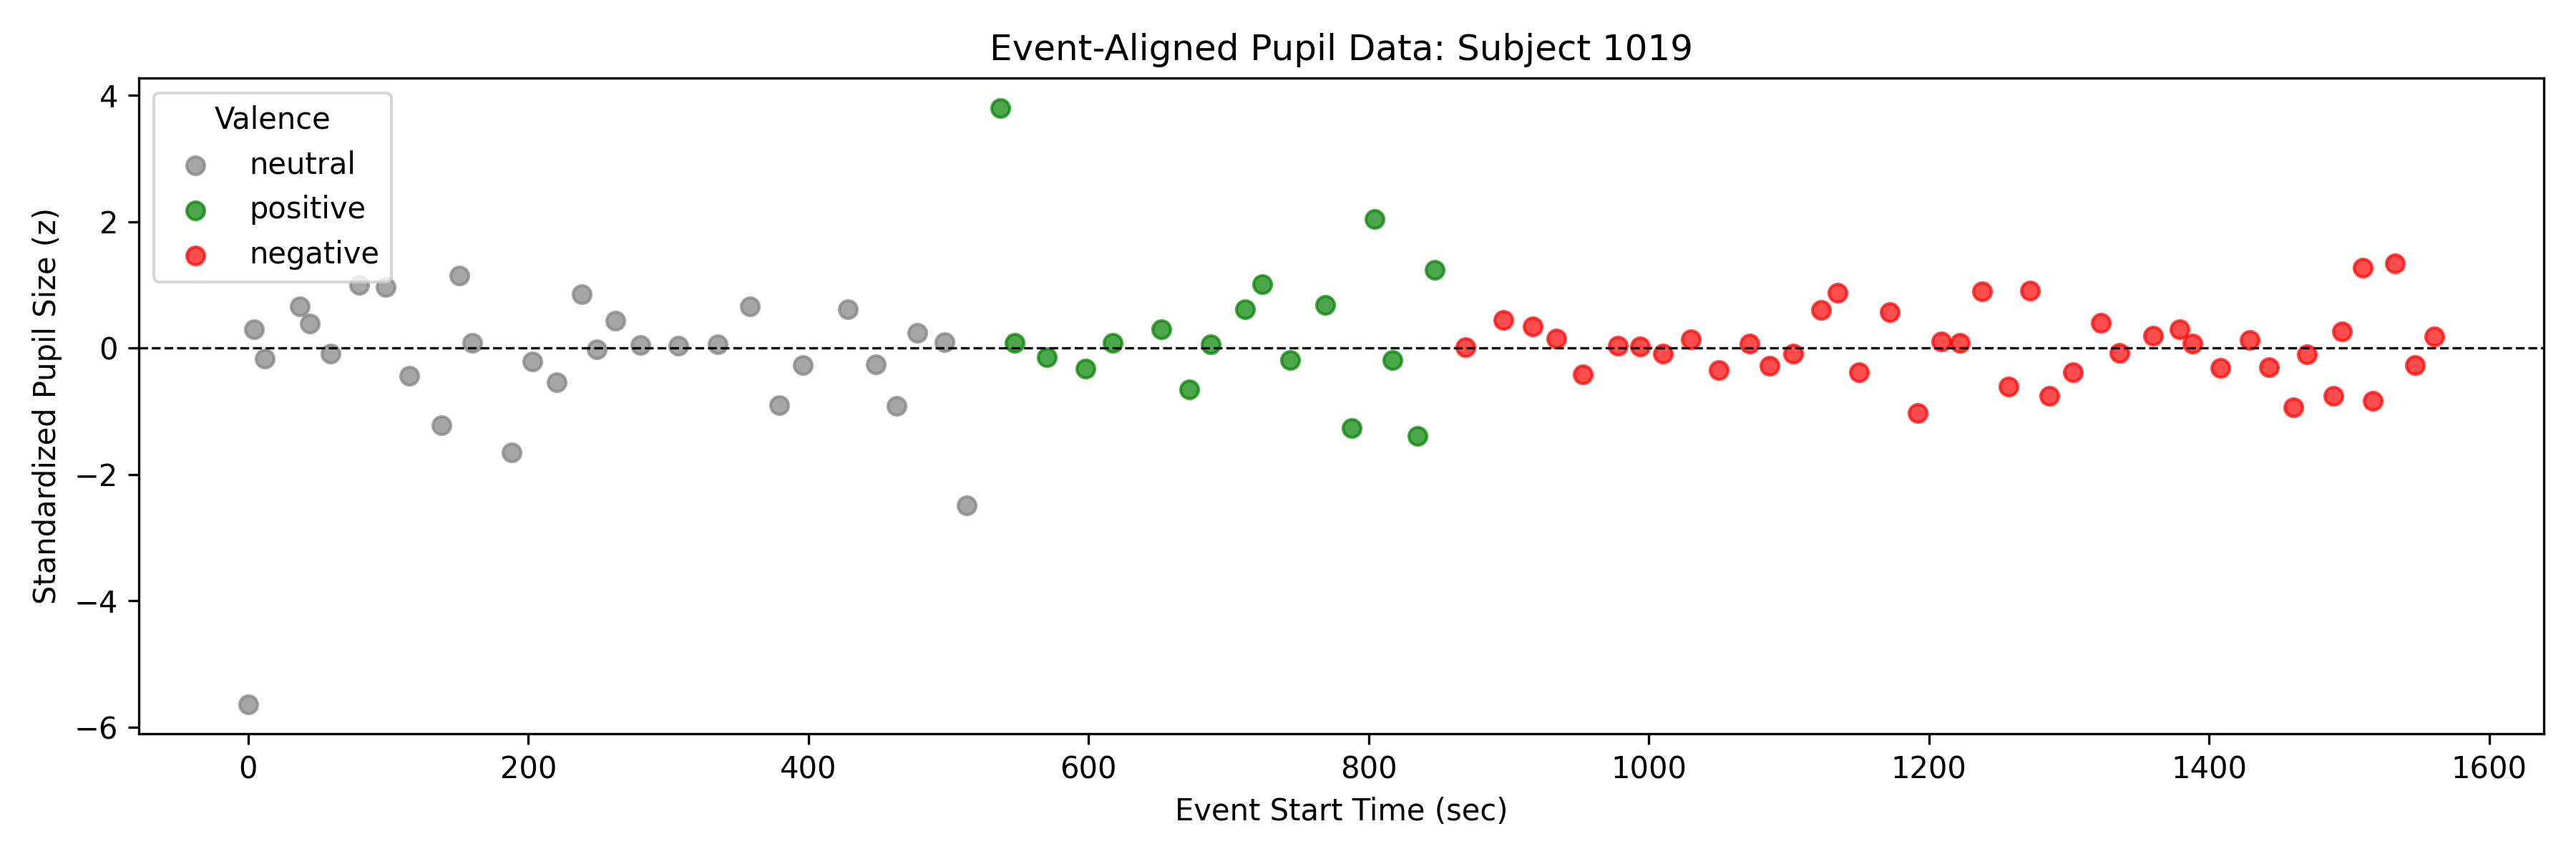 Event-Aligned Pupil Data: Subject 1019
Valence
neutral
positive
negative
Standardized Pupil Size (z)
4
2
0
−2
−4
−6
0 200 400 600 800 1000 1200 1400 1600
Event Start Time (sec)